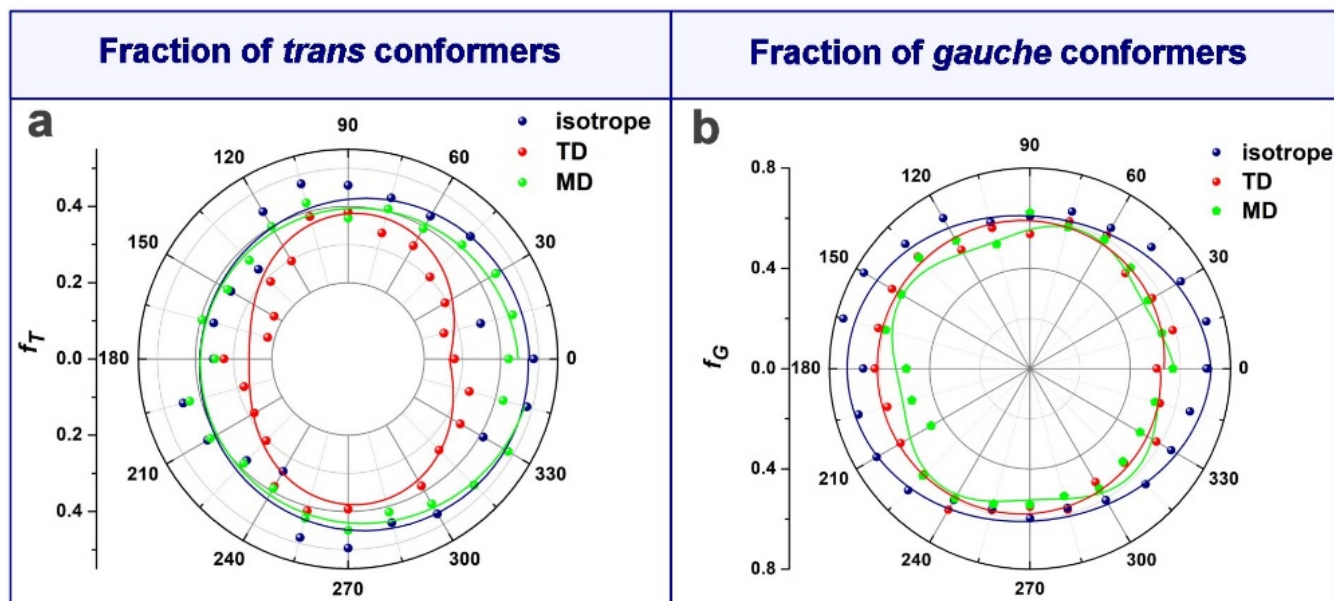 Fraction of trans conformers
Fraction of gauche conformers
a
90
120
60
150
30
180
0
210
330
240
300
270
0.4
0.2
0.0
0.2
0.4
fT
isotrope
TD
MD
b
90
120
60
150
30
180
0
210
330
240
300
270
0.8
0.4
0.0
0.4
0.8
fG
isotrope
TD
MD